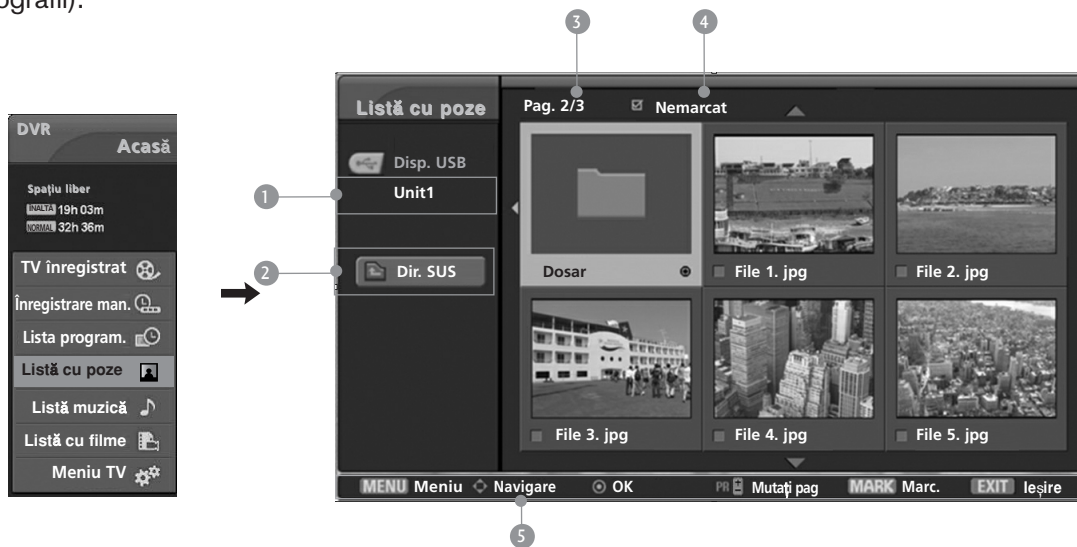 ografii).
3
4
DVR
Acasă
Spațiu liber
ÎNALTĂ 19h 03m
NORMAL 32h 36m
TV înregistrat
Înregistrare man.
Lista program.
Listă cu poze
Listă muzică
Listă cu filme
Meniu TV
Listă cu poze
Pag. 2/3
Nemarcat
Disp. USB
1
Unit1
2
Dir. SUS
Dosar
File 1. jpg
File 2. jpg
File 3. jpg
File 4. jpg
File 5. jpg
MENU Meniu Navigare OK PR Mutați pag MARK Marc. EXIT Ieșire
5